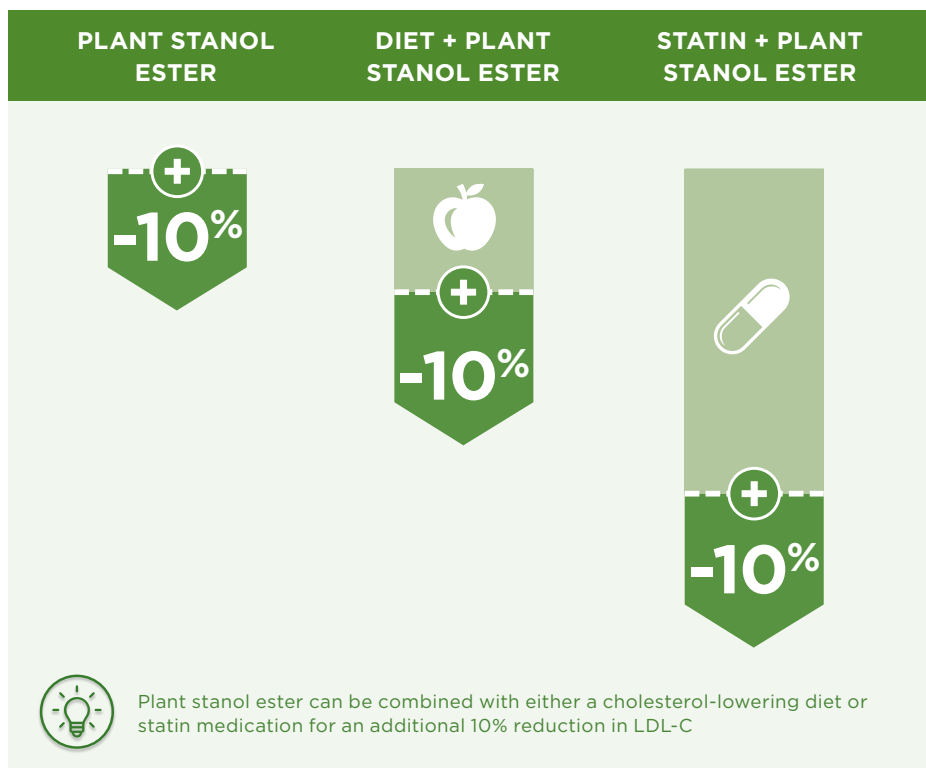 PLANT STANOL
ESTER
DIET + PLANT
STANOL ESTER
STATIN + PLANT
STANOL ESTER
-10%
-10%
-10%
Plant stanol ester can be combined with either a cholesterol-lowering diet or
statin medication for an additional 10% reduction in LDL-C